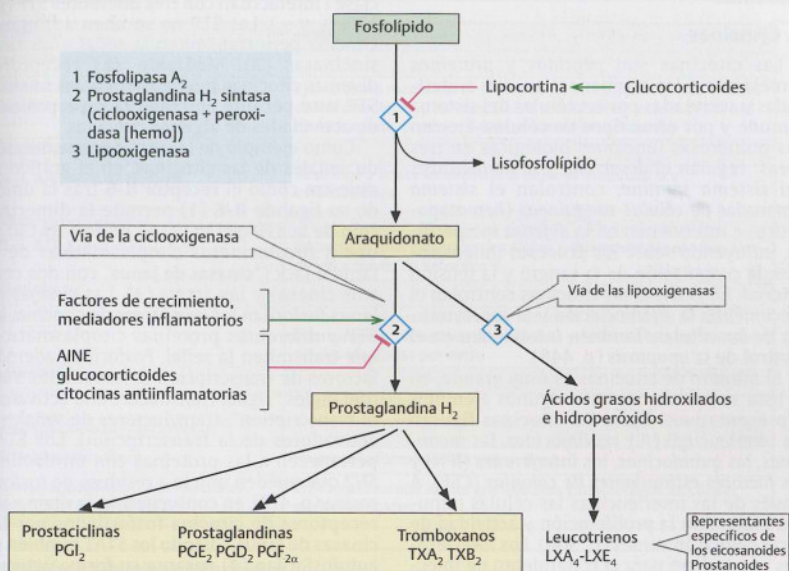 Fosfolípido
1 Fosfolipasa A₂
2 Prostaglandina H₂ sintasa
(ciclooxigenasa + peroxi-
dasa [hemo])
3 Lipooxigenasa
Lipocortina
Glucocorticoides
1
Lisofosfolípido
Araquidonato
Vía de la ciclooxigenasa
Vía de las lipooxigenasas
Factores de crecimiento,
mediadores inflamatorios
2
3
AINE
glucocorticoides
citocinas antiinflamatorias
Prostaglandina H₂
Ácidos grasos hidroxilados
e hidroperóxidos
Prostaciclinas
PGI₂
Prostaglandinas
PGE₂ PGD₂ PGF₂α
Tromboxanos
TXA₂ TXB₂
Leucotrienos
LXA₄-LXE₄
Representantes
específicos de
los eicosanoides
Prostanoides